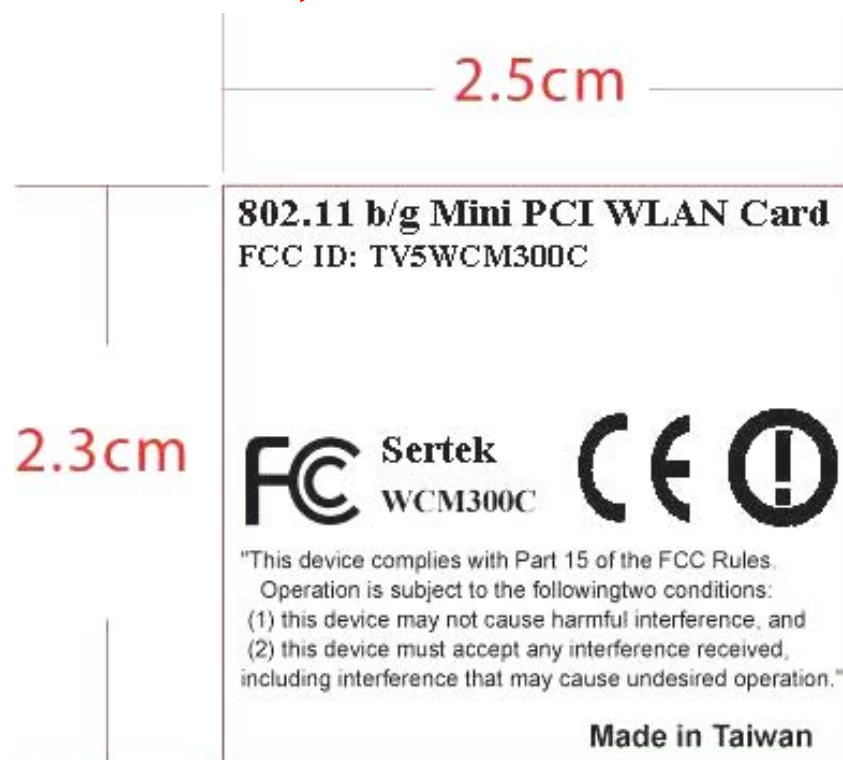 2.5cm
802.11 b/g Mini PCI WLAN Card
FCC ID: TV5WCM300C
2.3cm
FC Sertek CE
WCM300C
"This device complies with Part 15 of the FCC Rules.
Operation is subject to the followingtwo conditions:
(1) this device may not cause harmful interference, and
(2) this device must accept any interference received,
including interference that may cause undesired operation."
Made in Taiwan